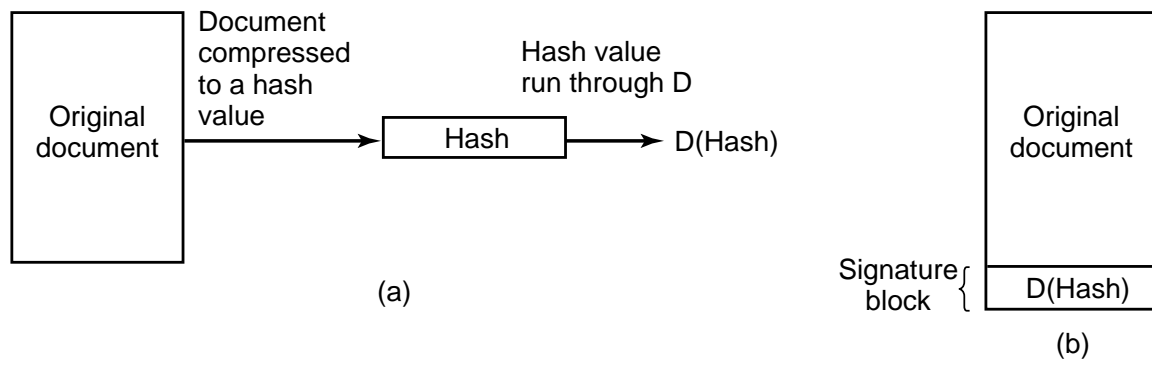 Original
document
Document
compressed
to a hash
value
Hash
Hash value
run through D
D(Hash)
(a)
Original
document
Signature
block
D(Hash)
(b)